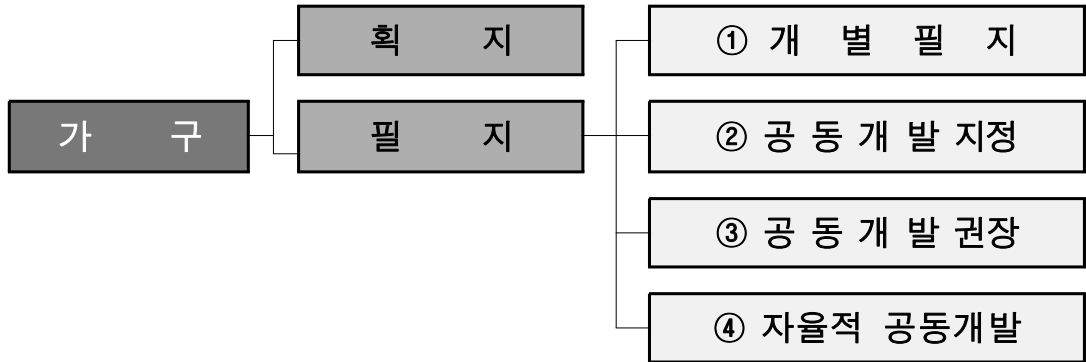 획 지
① 개 별 필 지
가 구
필 지
② 공 동 개 발 지정
③ 공 동 개 발 권장
④ 자율적 공동개발